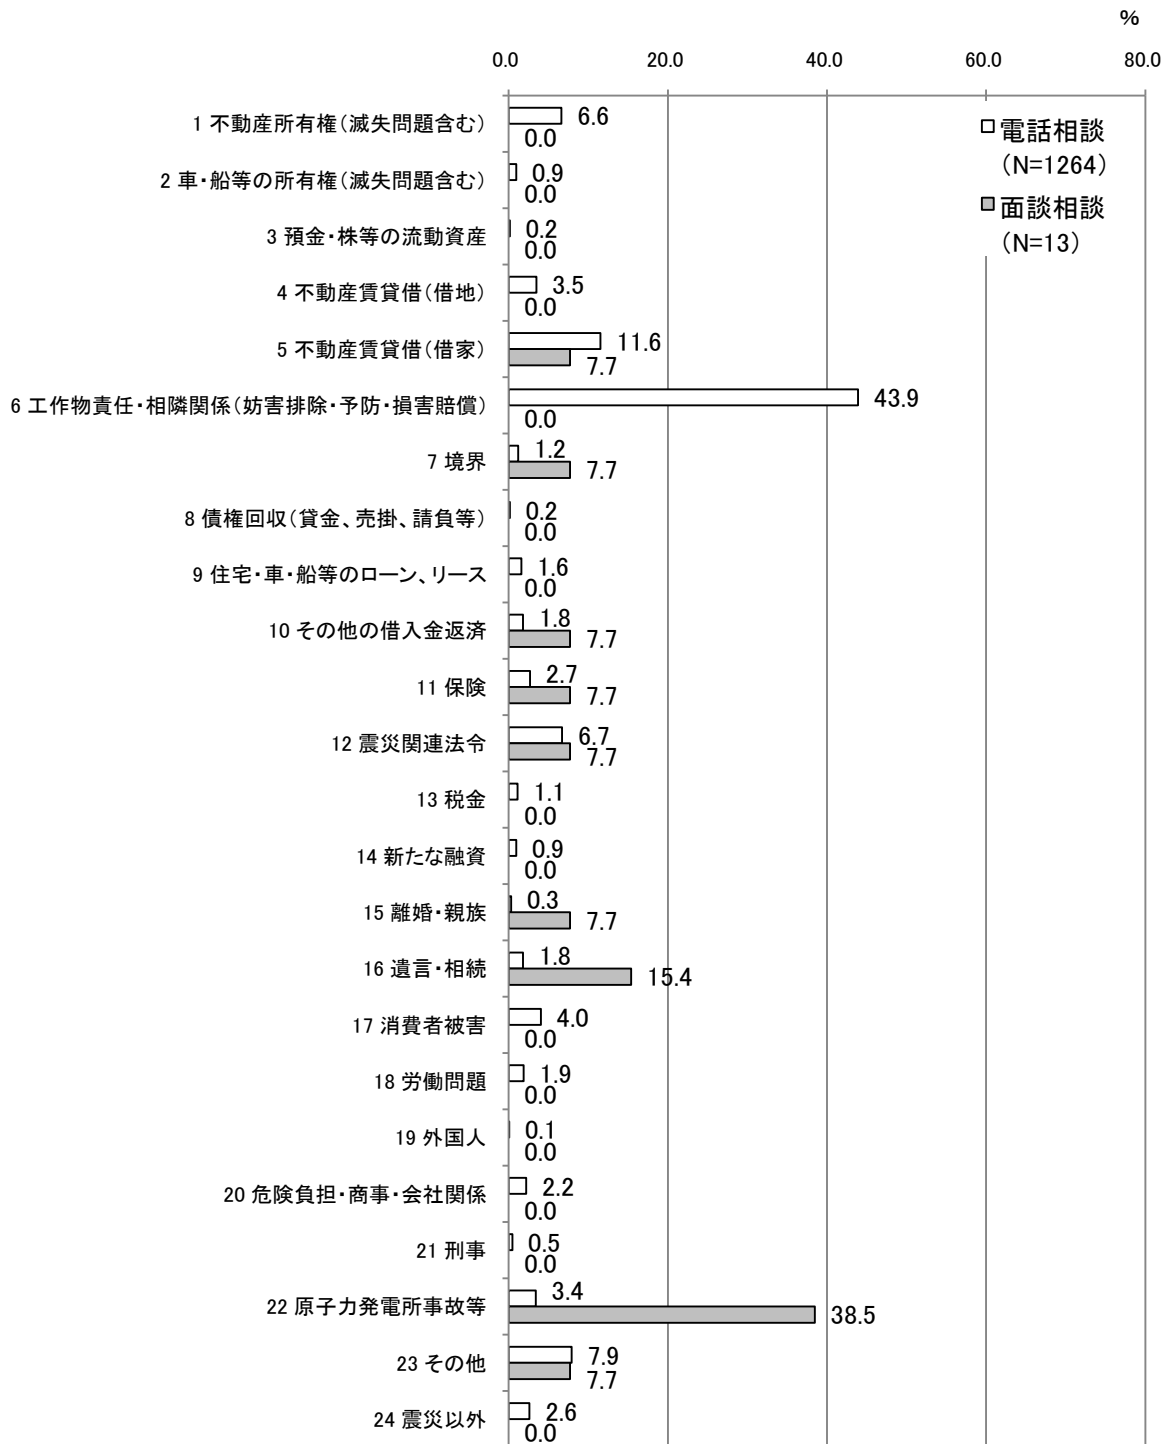 %
0.0 20.0 40.0 60.0 80.0
電話相談
(N=1264)
面談相談
(N=13)
1 不動産所有権(滅失問題含む) 6.6
0.0
2 車・船等の所有権(滅失問題含む) 0.9
0.0
3 預金・株等の流動資産 0.2
0.0
4 不動産賃貸借(借地) 3.5
0.0
5 不動産賃貸借(借家) 11.6
7.7
6 工作物責任・相隣関係(妨害排除・予防・損害賠償) 43.9
0.0
7 境界 1.2
7.7
8 債権回収(貸金、売掛、請負等) 0.2
0.0
9 住宅・車・船等のローン、リース 1.6
0.0
10 その他の借入金返済 1.8
7.7
11 保険 2.7
7.7
12 震災関連法令 6.7
7.7
13 税金 1.1
0.0
14 新たな融資 0.9
0.0
15 離婚・親族 0.3
7.7
16 遺言・相続 1.8
15.4
17 消費者被害 4.0
0.0
18 労働問題 1.9
0.0
19 外国人 0.1
0.0
20 危険負担・商事・会社関係 2.2
0.0
21 刑事 0.5
0.0
22 原子力発電所事故等 3.4
38.5
23 その他 7.9
7.7
24 震災以外 2.6
0.0